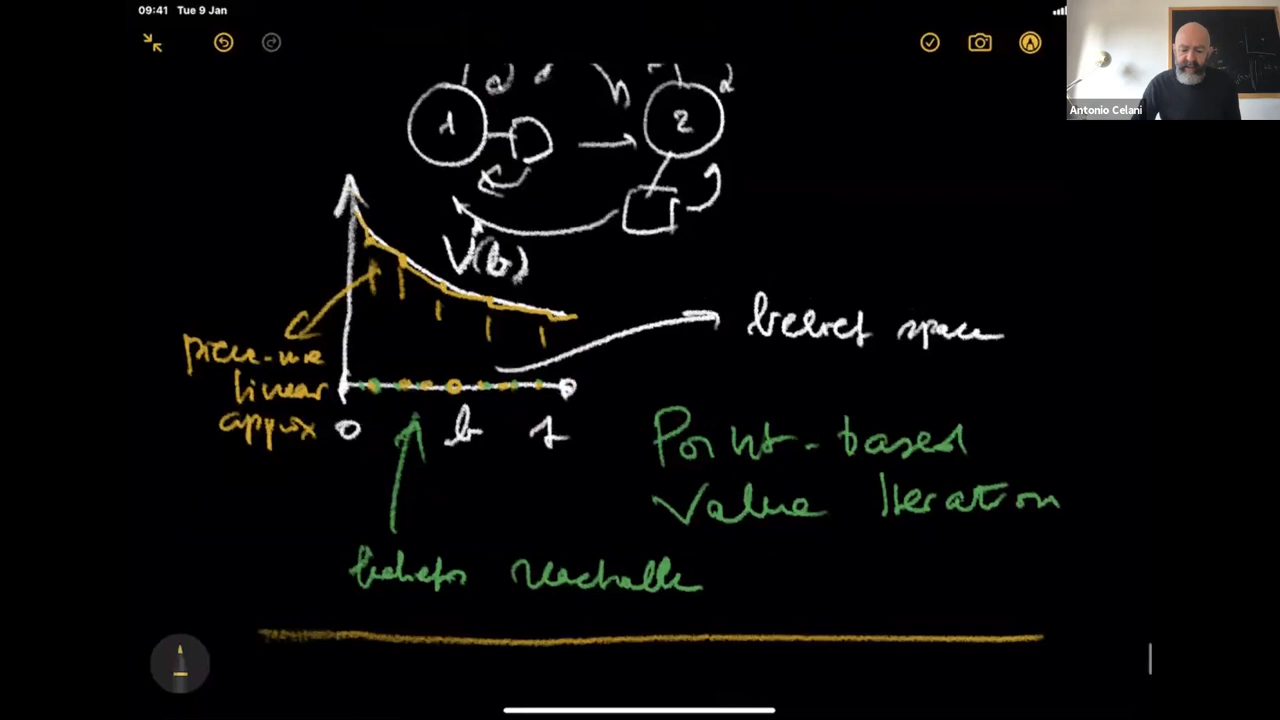 09:41 Tue 9 Jan
Antonio Celani
1
2
V(b)
belief space
piece-wise
linear
approx
0 b 1
Point-based
Value Iteration
beliefs reachable